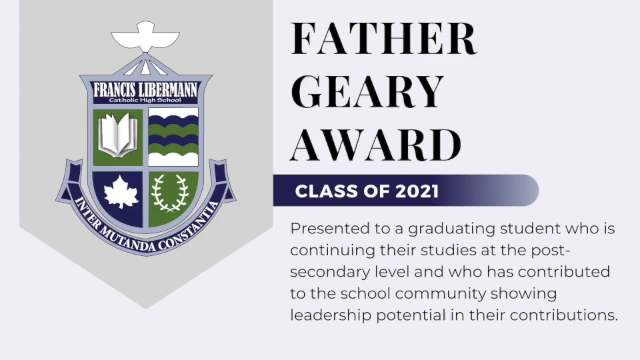 FRANCIS LIBERMANN
Catholic High School
INTER MUTANDA CONSTANTIA
FATHER
GEARY
AWARD
CLASS OF 2021
Presented to a graduating student who is
continuing their studies at the post-
secondary level and who has contributed
to the school community showing
leadership potential in their contributions.